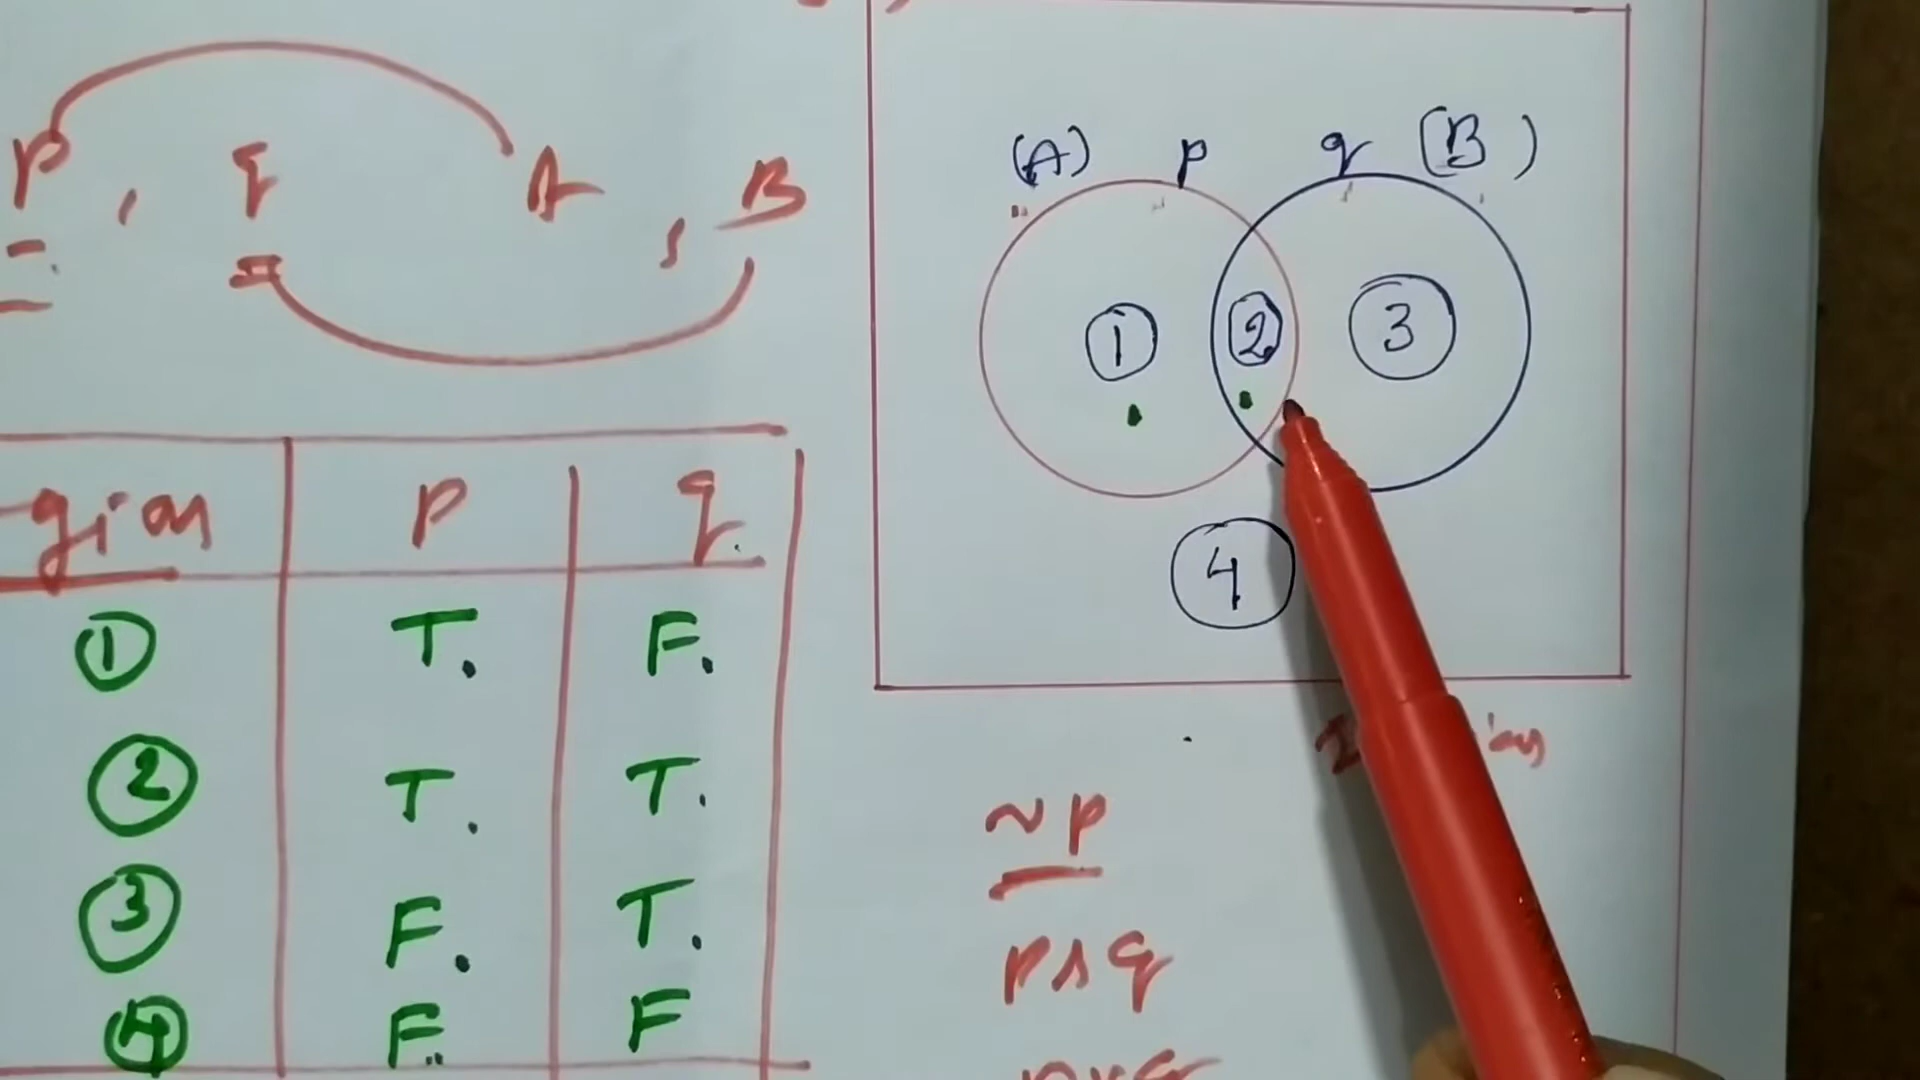 p , q A , B
(A) p q (B)
1 2 3
4
gion p q
1 T. F.
2 T. T.
3 F. T.
4 F. F
~p
p∧q
p∨q